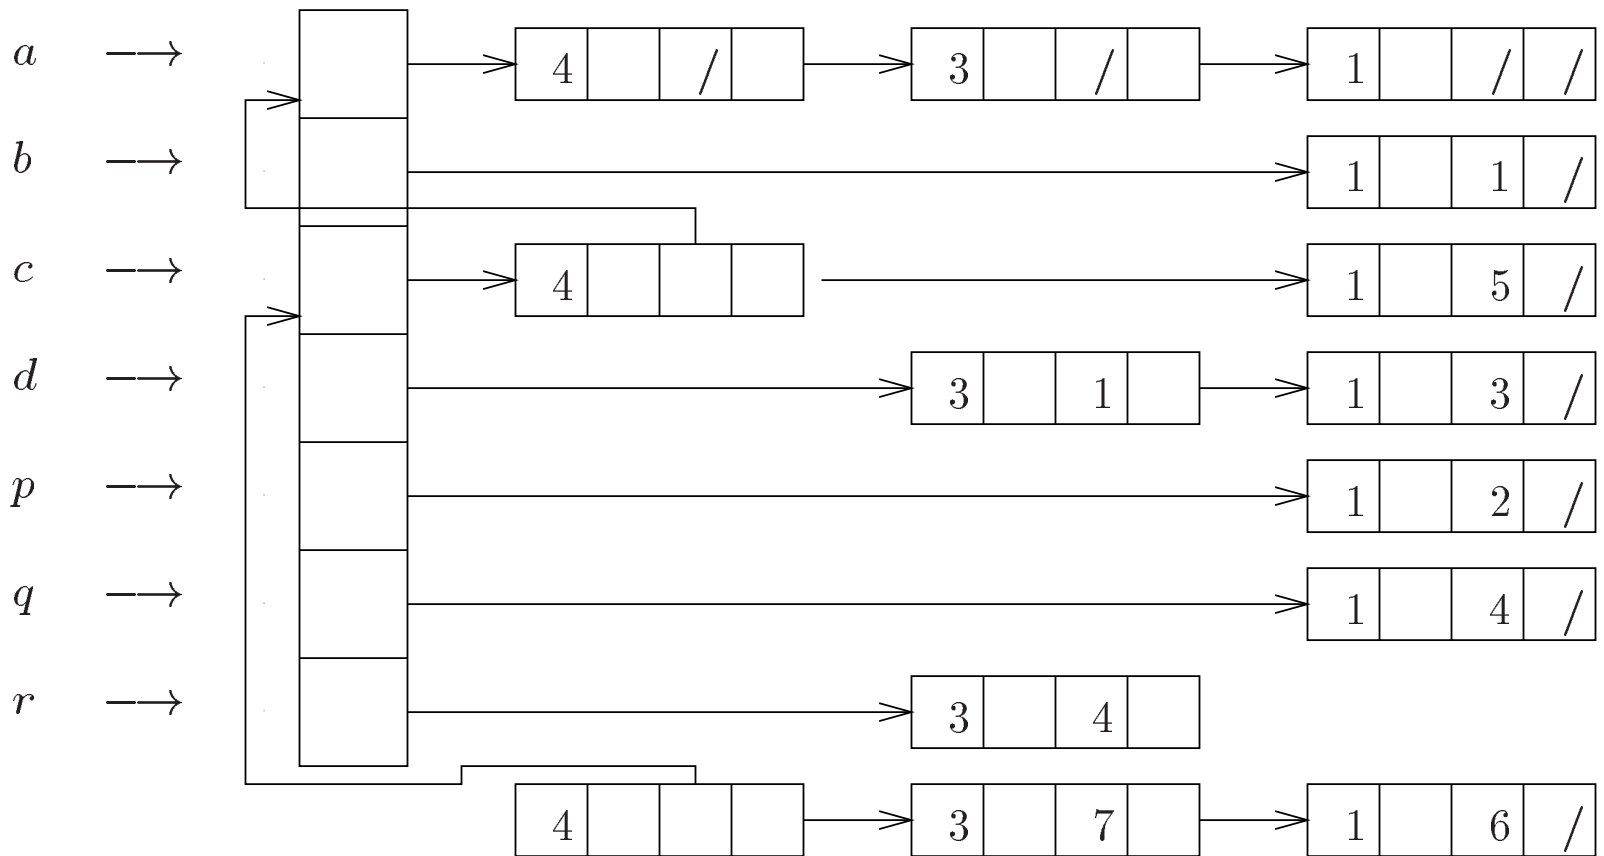 a ⟶ 4 / 3 / 1 / /
b ⟶ 1 1 /
c ⟶ 4 1 5 /
d ⟶ 3 1 1 3 /
p ⟶ 1 2 /
q ⟶ 1 4 /
r ⟶ 3 4
4 3 7 1 6 /